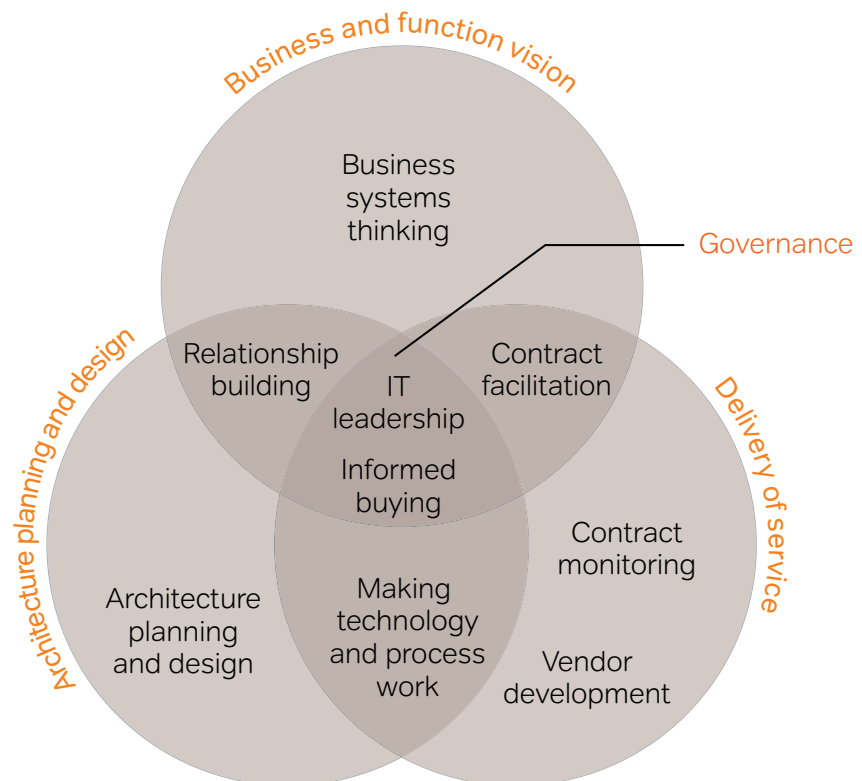 Business and function vision
Business
systems
thinking
Governance
Relationship
building
IT
leadership
Contract
facilitation
Informed
buying
Architecture planning and design
Delivery of service
Contract
monitoring
Architecture
planning
and design
Making
technology
and process
work
Vendor
development